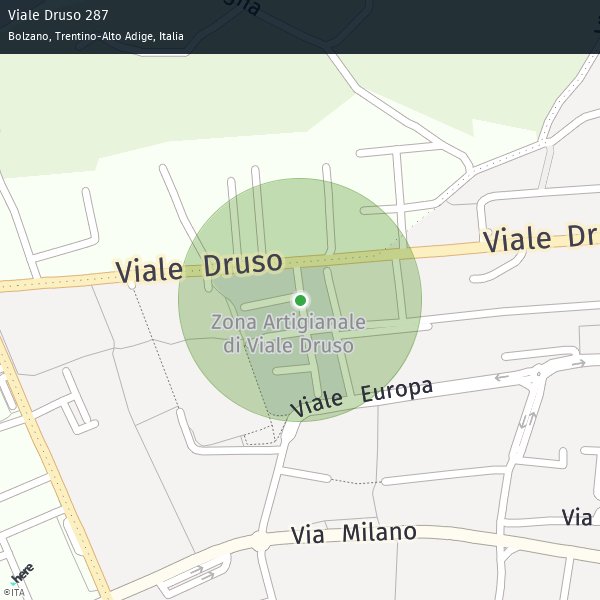 Viale Druso 287
Bolzano, Trentino-Alto Adige, Italia
Viale Druso
Viale Dr
Zona Artigianale
di Viale Druso
Viale Europa
Via
Via Milano
here
©ITA